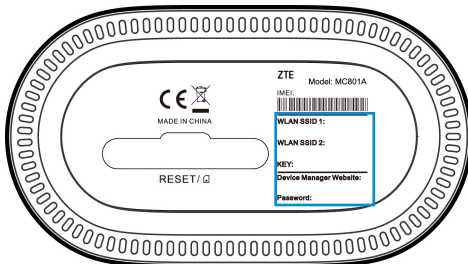 ZTE Model: MC801A
IMEI:
CE
MADE IN CHINA
WLAN SSID 1:
WLAN SSID 2:
KEY:
RESET/
Device Manager Website:
Password: